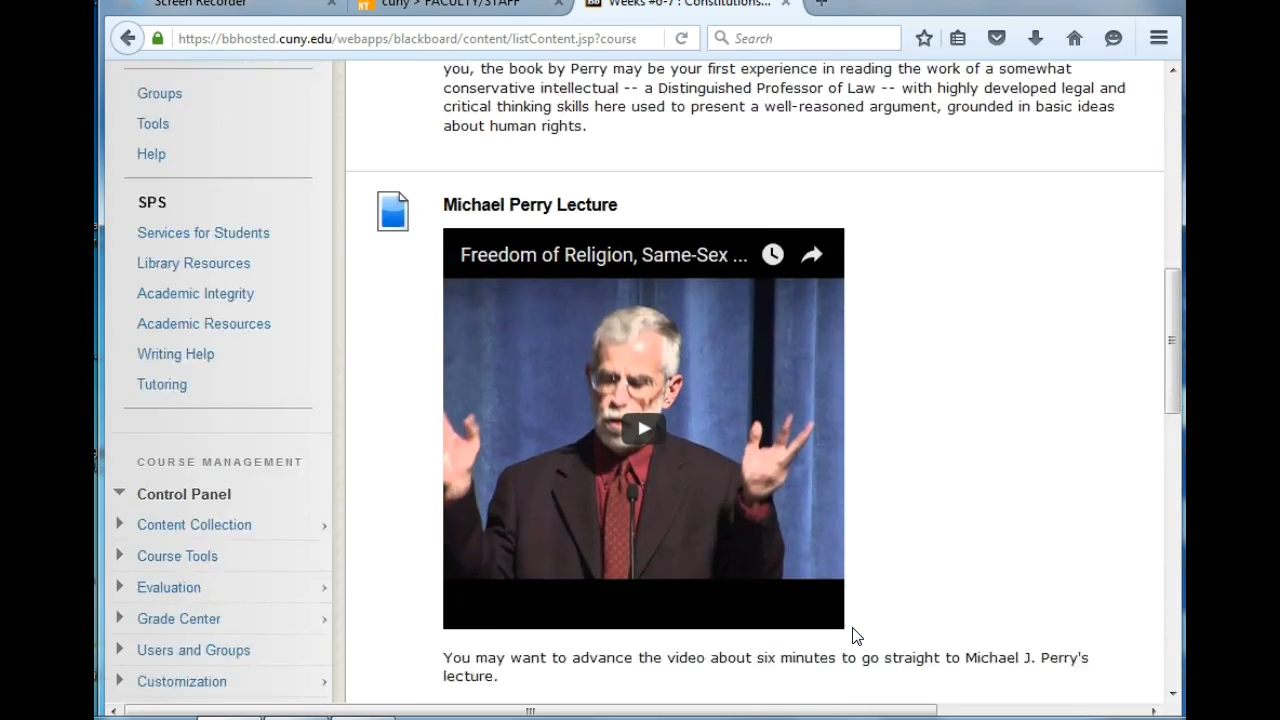 Screen Recorder
cuny > FACULTY/STAFF
Weeks #6-7 : Constitutions...
https://bbhosted.cuny.edu/webapps/blackboard/content/listContent.jsp?course
Search
Groups
Tools
Help
SPS
Services for Students
Library Resources
Academic Integrity
Academic Resources
Writing Help
Tutoring
COURSE MANAGEMENT
Control Panel
Content Collection
Course Tools
Evaluation
Grade Center
Users and Groups
Customization
you, the book by Perry may be your first experience in reading the work of a somewhat
conservative intellectual -- a Distinguished Professor of Law -- with highly developed legal and
critical thinking skills here used to present a well-reasoned argument, grounded in basic ideas
about human rights.
Michael Perry Lecture
Freedom of Religion, Same-Sex ...
You may want to advance the video about six minutes to go straight to Michael J. Perry's
lecture.